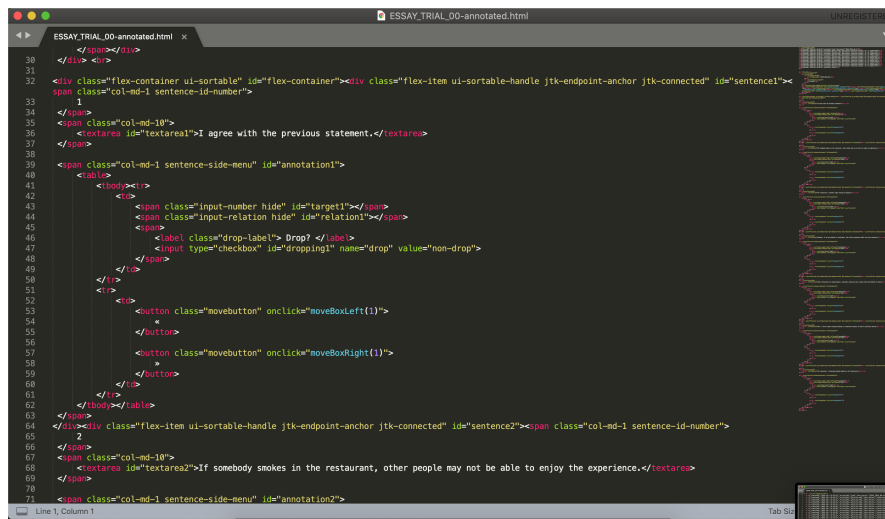 ESSAY_TRIAL_00-annotated.html
UNREGISTERED
ESSAY_TRIAL_00-annotated.html ×
</span></div>
30 </div> <br>
31
32 <div class="flex-container ui-sortable" id="flex-container"><div class="flex-item ui-sortable-handle jtk-endpoint-anchor jtk-connected" id="sentence1"><
span class="col-md-1 sentence-id-number">
33 1
34 </span>
35 <span class="col-md-10">
36 <textarea id="textarea1">I agree with the previous statement.</textarea>
37 </span>
38
39 <span class="col-md-1 sentence-side-menu" id="annotation1">
40 <table>
41 <tbody><tr>
42 <td>
43 <span class="input-number hide" id="target1"></span>
44 <span class="input-relation hide" id="relation1"></span>
45 <span>
46 <label class="drop-label"> Drop? </label>
47 <input type="checkbox" id="dropping1" name="drop" value="non-drop">
48 </span>
49 </td>
50 </tr>
51 <tr>
52 <td>
53 <button class="movebutton" onclick="moveBoxLeft(1)">
54 «
55 </button>
56
57 <button class="movebutton" onclick="moveBoxRight(1)">
58 »
59 </button>
60 </td>
61 </tr>
62 </tbody></table>
63 </span>
64 </div><div class="flex-item ui-sortable-handle jtk-endpoint-anchor jtk-connected" id="sentence2"><span class="col-md-1 sentence-id-number">
65 2
66 </span>
67 <span class="col-md-10">
68 <textarea id="textarea2">If somebody smokes in the restaurant, other people may not be able to enjoy the experience.</textarea>
69 </span>
70
71 <span class="col-md-1 sentence-side-menu" id="annotation2">
Line 1, Column 1
Tab Siz